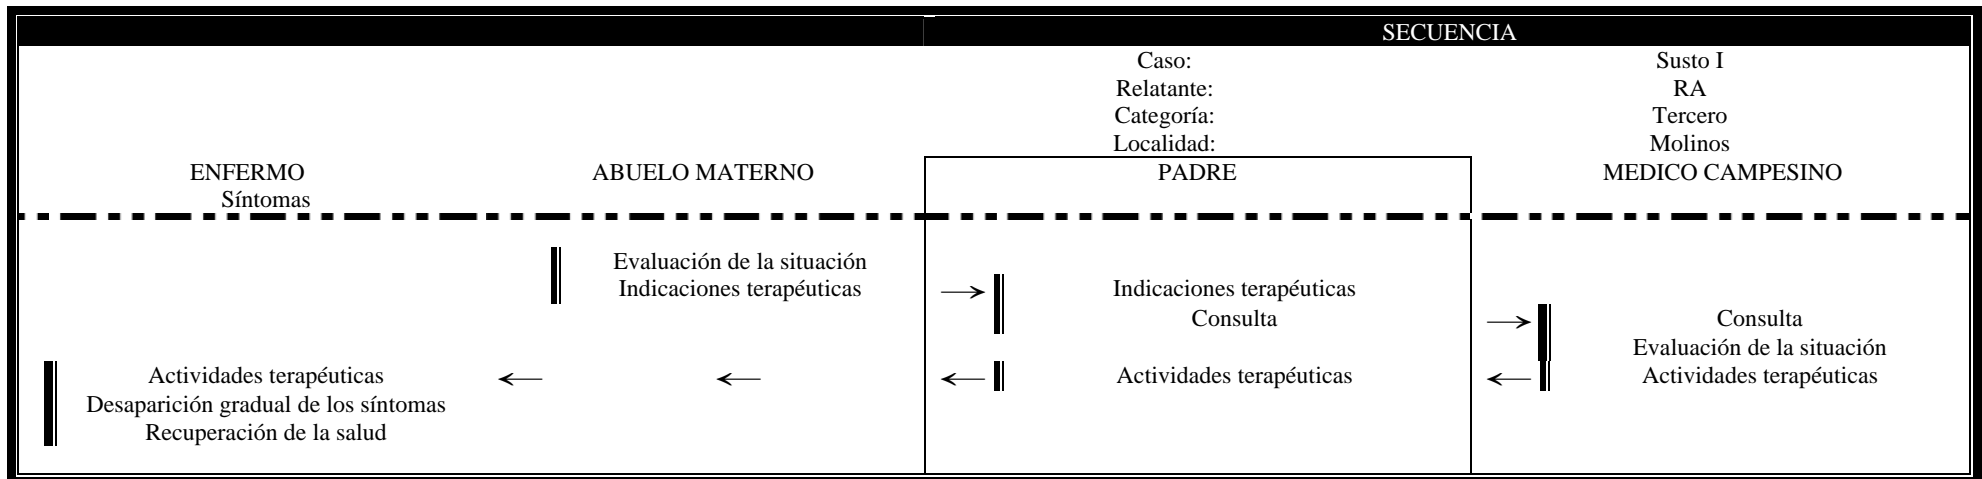 SECUENCIA
Caso: Susto I
Relatante: RA
Categoría: Tercero
Localidad: Molinos
ENFERMO ABUELO MATERNO PADRE MEDICO CAMPESINO
Síntomas
Evaluación de la situación
Indicaciones terapéuticas → Indicaciones terapéuticas
Consulta → Consulta
Evaluación de la situación
Actividades terapéuticas ← ← ← Actividades terapéuticas ← Actividades terapéuticas
Desaparición gradual de los síntomas
Recuperación de la salud